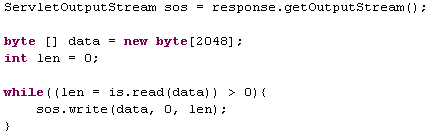 ServletOutputStream sos = response.getOutputStream();
byte [] data = new byte[2048];
int len = 0;
while((len = is.read(data)) > 0){
    sos.write(data, 0, len);
}